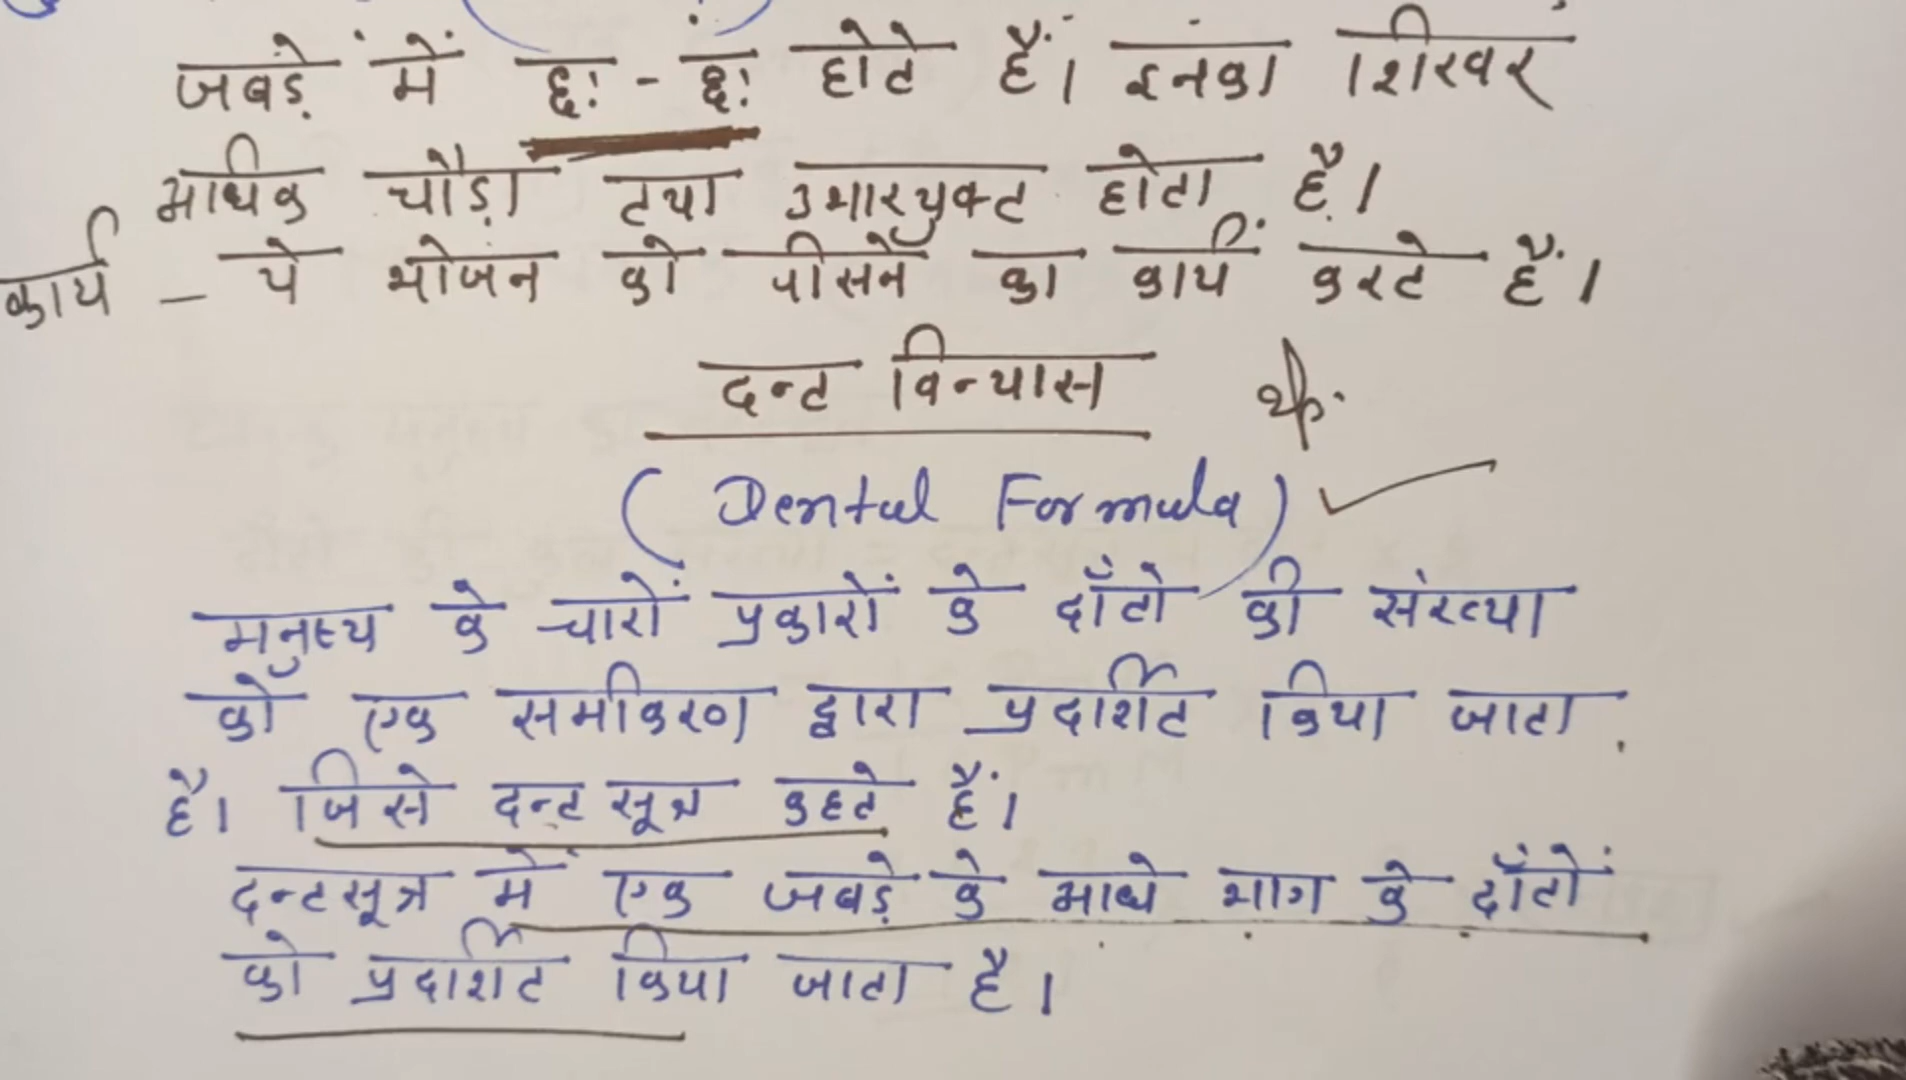 जबड़ें में छः - छः होते हैं। इनका शिखर
अधिक चौड़ा तथा उभारयुक्त होता है।
कार्य - ये भोजन को पीसने का कार्य करते हैं।
दन्त विन्यास
(Dental Formula)
मनुष्य के चारों प्रकारों के दाँतो की संख्या
को एक समीकरण द्वारा प्रदर्शित किया जाता
है। जिसे दन्त सूत्र कहते हैं।
दन्तसूत्र में एक जबड़े के आधे भाग के दाँतों
को प्रदर्शित किया जाता है।